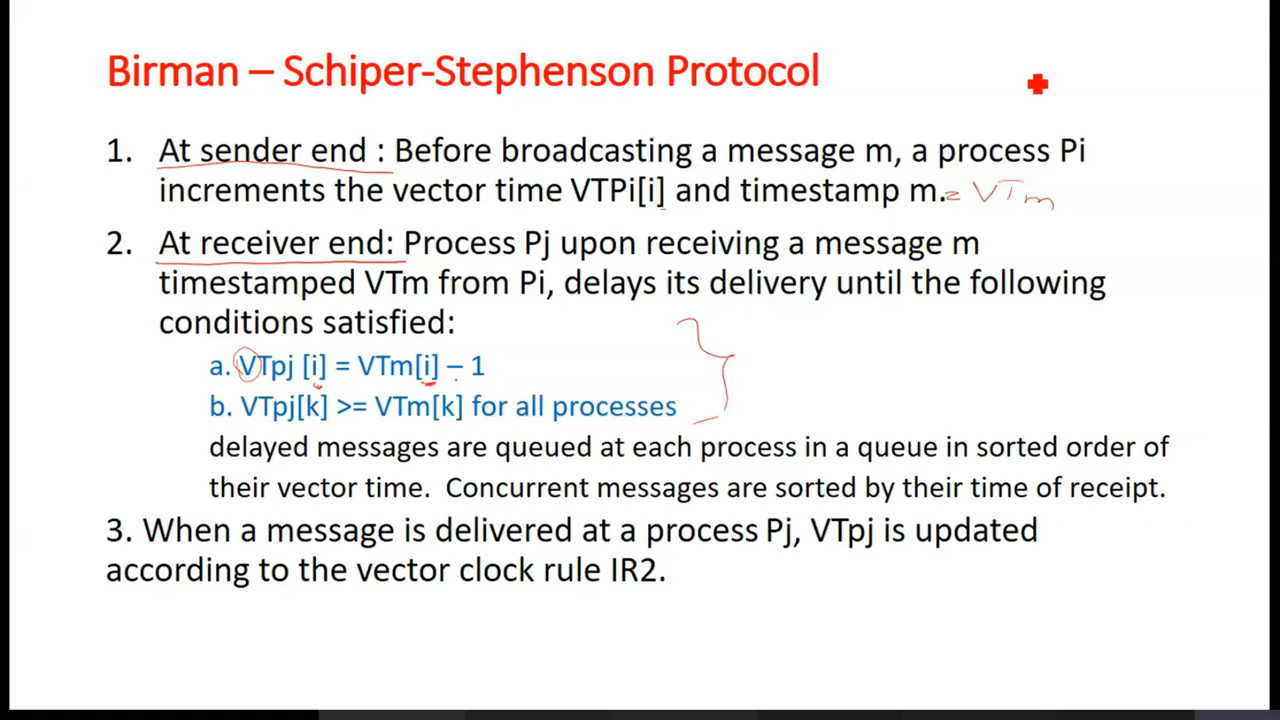 Birman – Schiper-Stephenson Protocol
1. At sender end : Before broadcasting a message m, a process Pi
increments the vector time VTPi[i] and timestamp m. = VTm
2. At receiver end: Process Pj upon receiving a message m
timestamped VTm from Pi, delays its delivery until the following
conditions satisfied:
a. VTpj [i] = VTm[i] – 1
b. VTpj[k] >= VTm[k] for all processes
delayed messages are queued at each process in a queue in sorted order of
their vector time. Concurrent messages are sorted by their time of receipt.
3. When a message is delivered at a process Pj, VTpj is updated
according to the vector clock rule IR2.